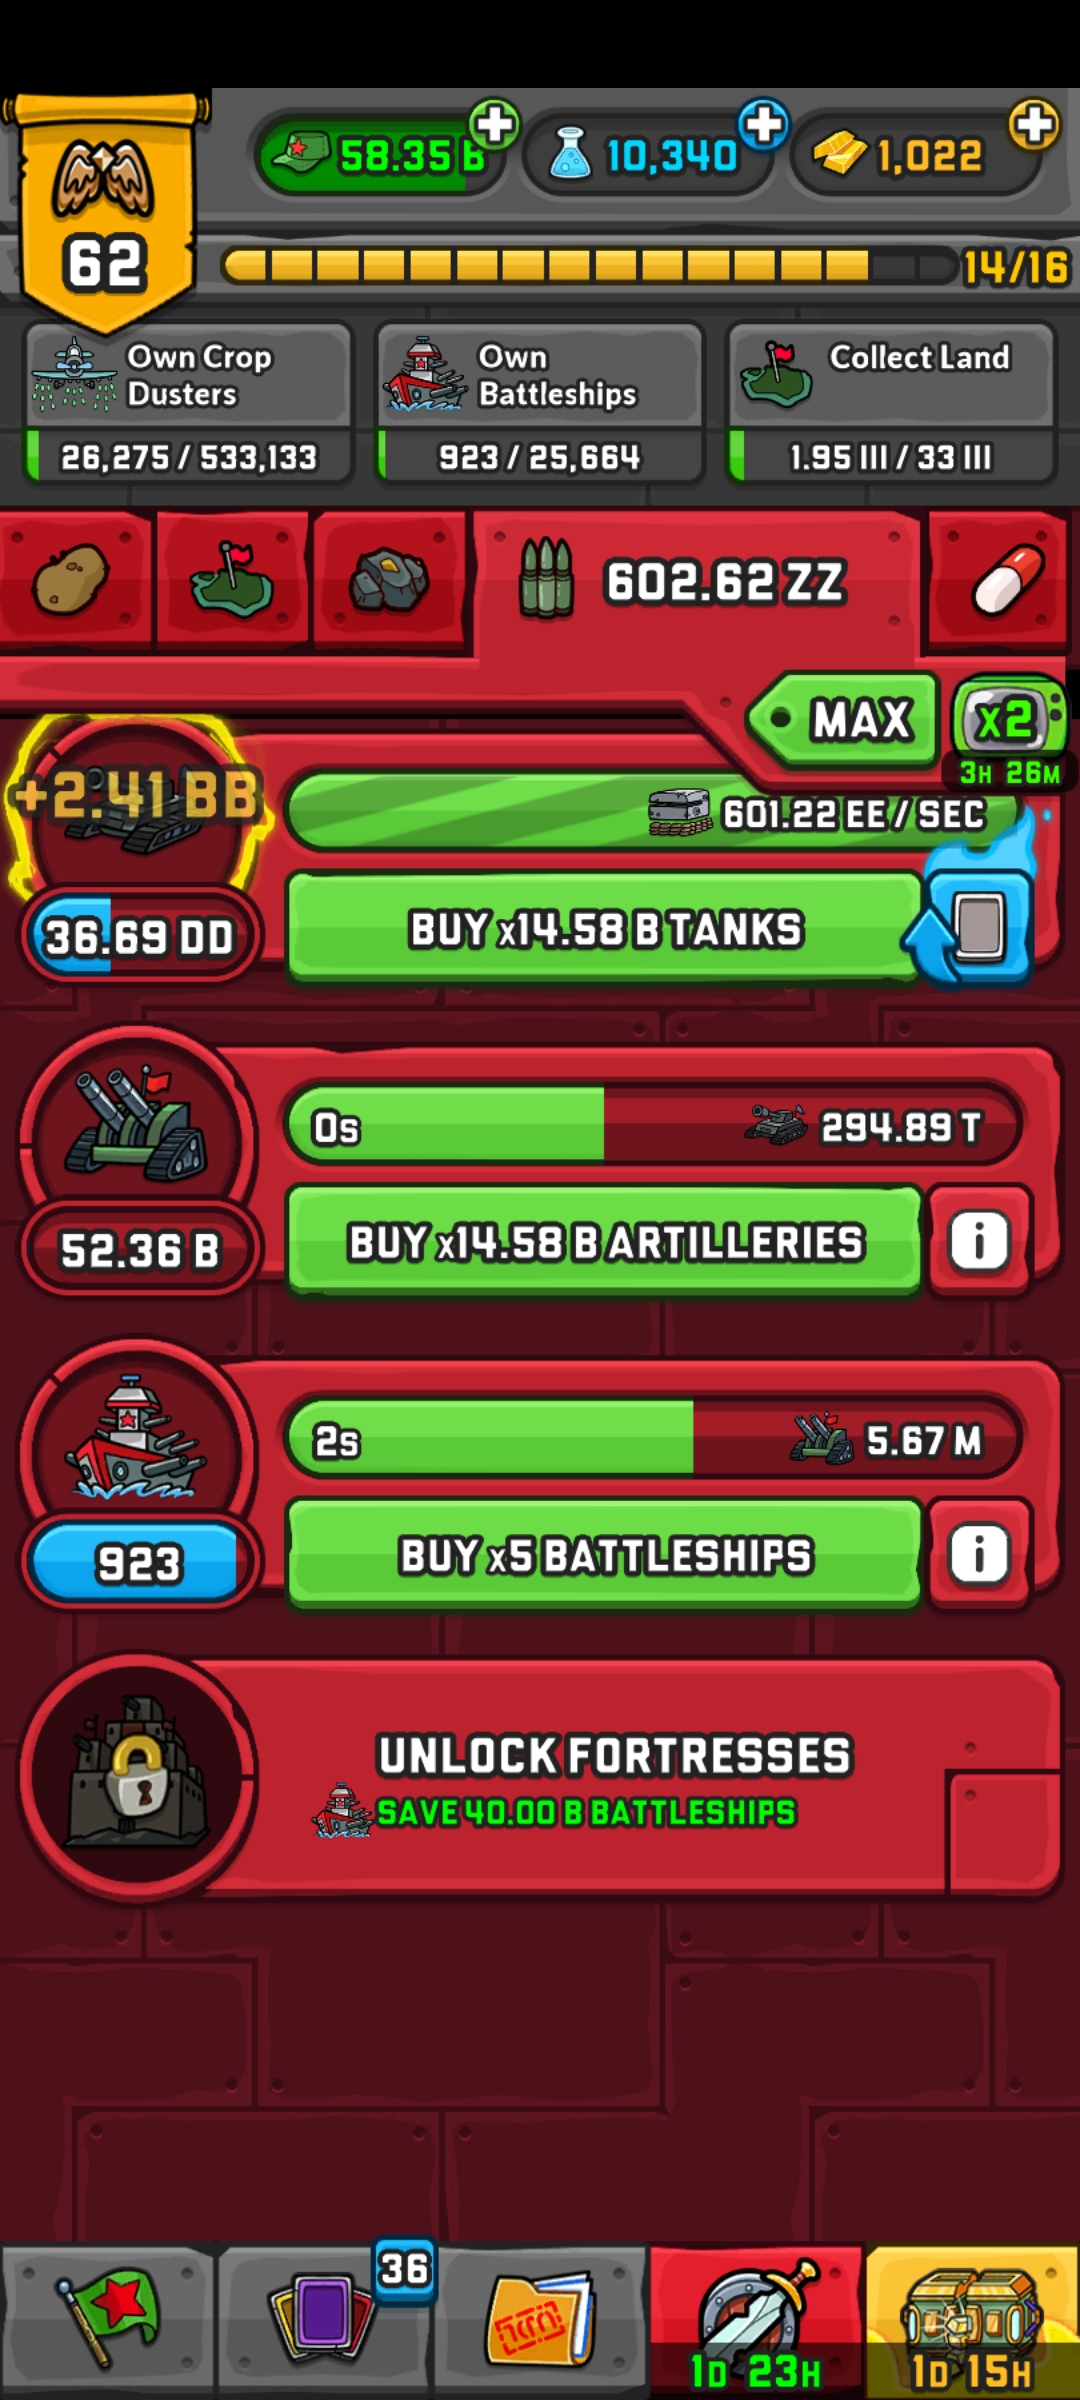 58.35 B
10,340
1,022
62
14/16
Own Crop
Dusters
26,275 / 533,133
Own
Battleships
923 / 25,664
Collect Land
1.95 III / 33 III
602.62 ZZ
MAX
x2
3H 26M
+2.41 BB
601.22 EE / SEC
36.69 DD
BUY x14.58 B TANKS
0s
294.89 T
52.36 B
BUY x14.58 B ARTILLERIES
i
2s
5.67 M
923
BUY x5 BATTLESHIPS
i
UNLOCK FORTRESSES
SAVE 40.00 B BATTLESHIPS
36
1D 23H
1D 15H